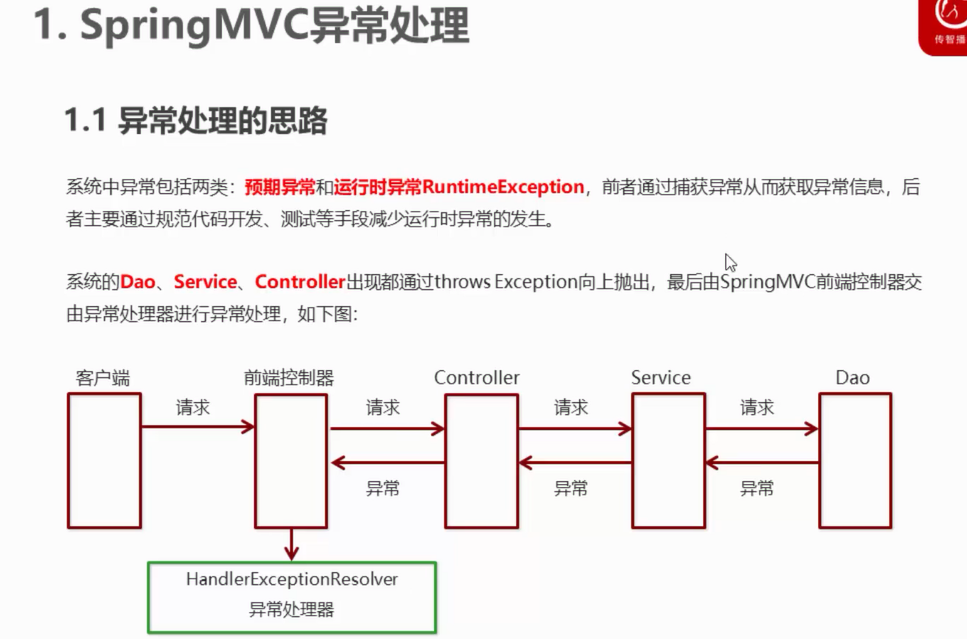 1. SpringMVC异常处理
传智播
1.1 异常处理的思路
系统中异常包括两类：预期异常和运行时异常RuntimeException，前者通过捕获异常从而获取异常信息，后
者主要通过规范代码开发、测试等手段减少运行时异常的发生。
系统的Dao、Service、Controller出现都通过throws Exception向上抛出，最后由SpringMVC前端控制器交
由异常处理器进行异常处理，如下图：
客户端 前端控制器 Controller Service Dao
请求 请求 请求 请求
异常 异常 异常
HandlerExceptionResolver
异常处理器